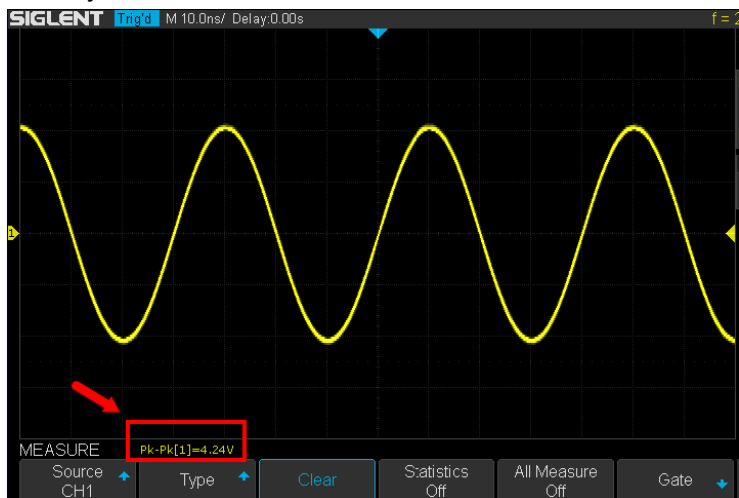 SIGLENT Trig'd M 10.0ns/ Delay:0.00s f = 2
1
MEASURE Pk-Pk[1]=4.24V
Source Type Clear Statistics All Measure Gate
CH1 Off Off